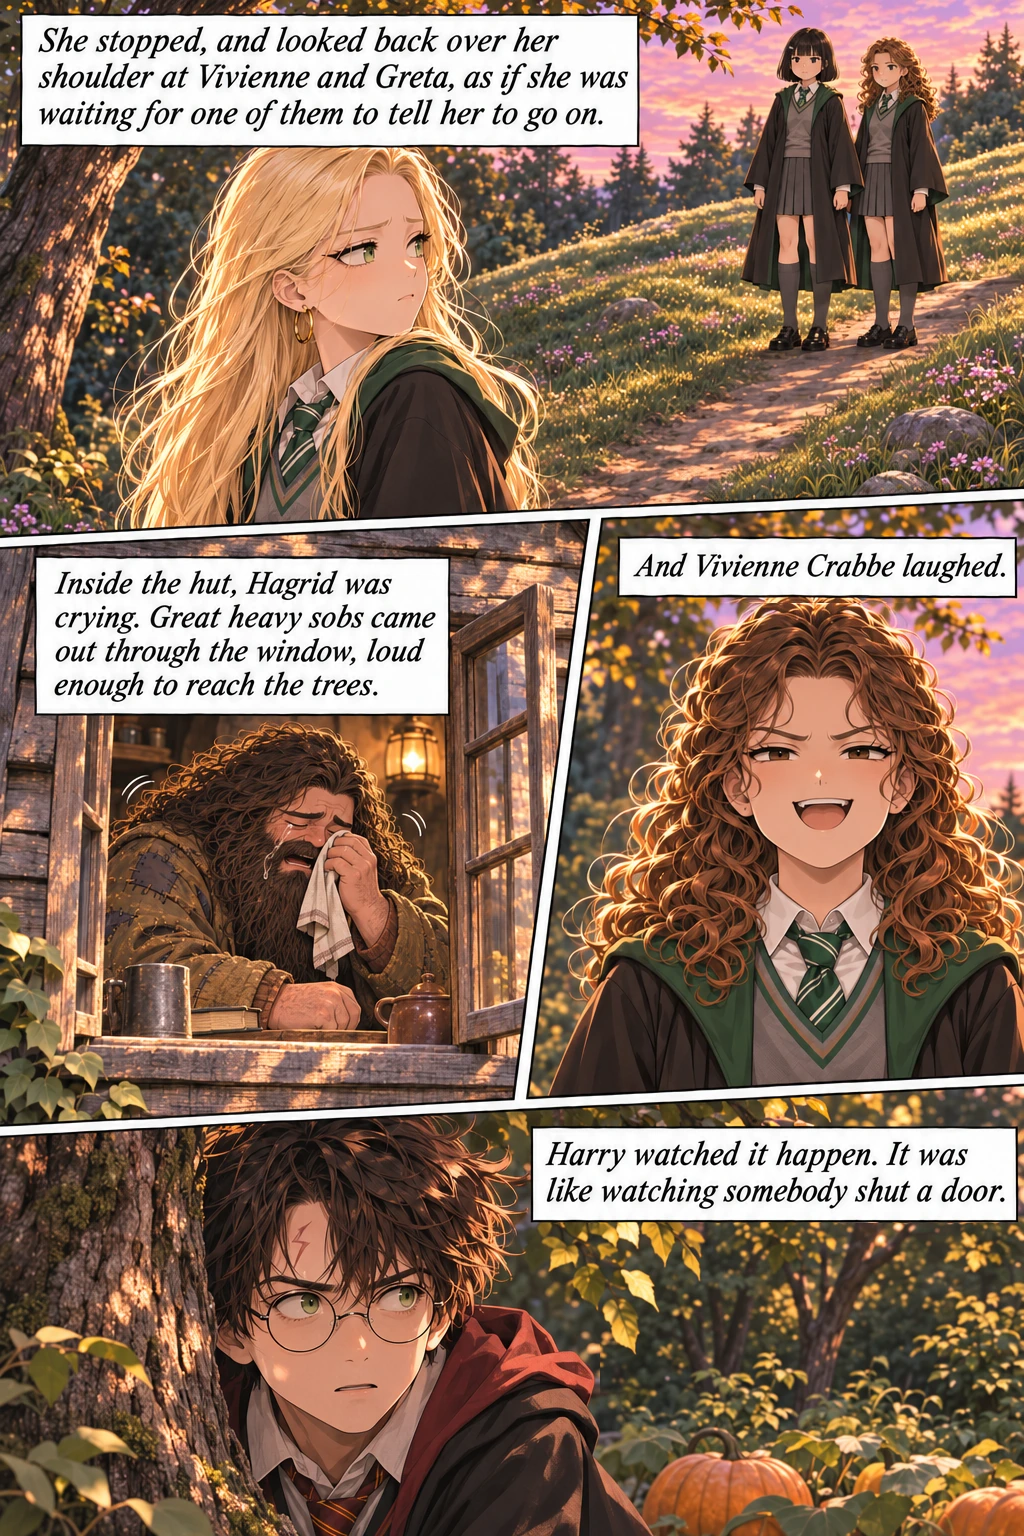 She stopped, and looked back over her
shoulder at Vivienne and Greta, as if she was
waiting for one of them to tell her to go on.
Inside the hut, Hagrid was
crying. Great heavy sobs came
out through the window, loud
enough to reach the trees.
And Vivienne Crabbe laughed.
Harry watched it happen. It was
like watching somebody shut a door.